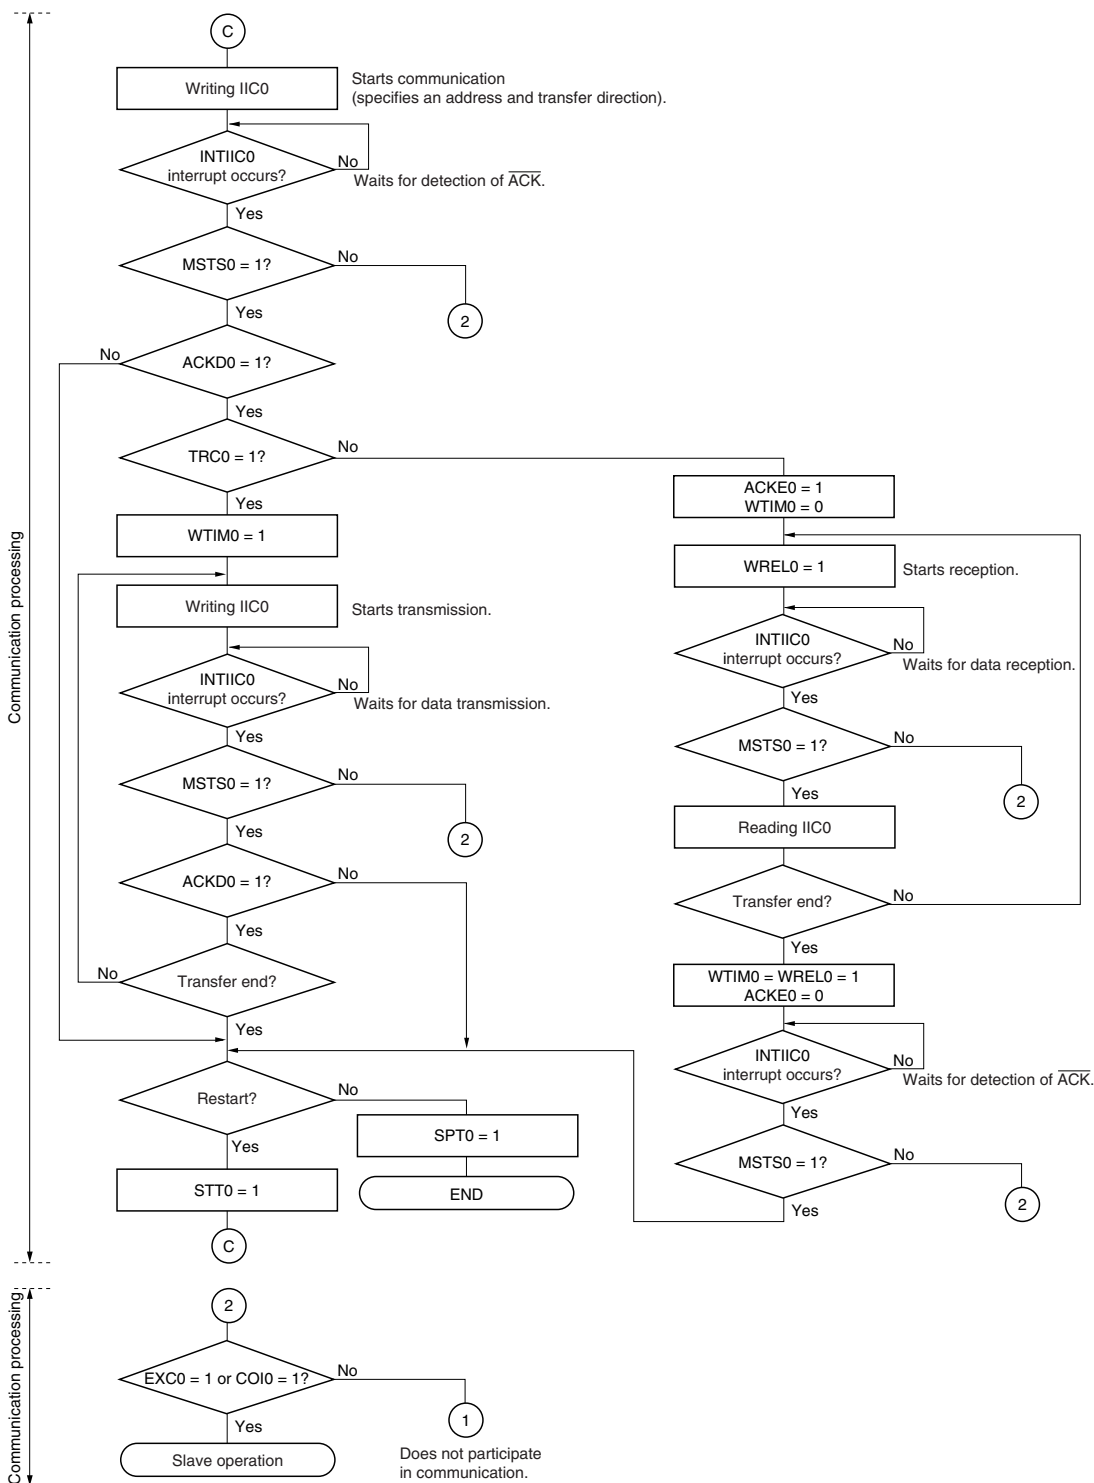 C
Writing IIC0
Starts communication
(specifies an address and transfer direction).
INTIIC0
interrupt occurs?
No
Waits for detection of ACK.
Yes
MSTS0 = 1?
No
2
Yes
No
ACKD0 = 1?
Yes
TRC0 = 1?
No
Yes
WTIM0 = 1
Writing IIC0
Starts transmission.
INTIIC0
interrupt occurs?
No
Waits for data transmission.
Yes
MSTS0 = 1?
No
2
Yes
ACKD0 = 1?
No
Yes
No
Transfer end?
Yes
Restart?
No
Yes
SPT0 = 1
END
STT0 = 1
C
ACKE0 = 1
WTIM0 = 0
WREL0 = 1
Starts reception.
INTIIC0
interrupt occurs?
No
Waits for data reception.
Yes
MSTS0 = 1?
No
2
Yes
Reading IIC0
Transfer end?
No
Yes
WTIM0 = WREL0 = 1
ACKE0 = 0
INTIIC0
interrupt occurs?
No
Waits for detection of ACK.
Yes
MSTS0 = 1?
No
2
Yes
Communication processing
2
EXC0 = 1 or COI0 = 1?
No
1
Does not participate
in communication.
Yes
Slave operation
Communication processing